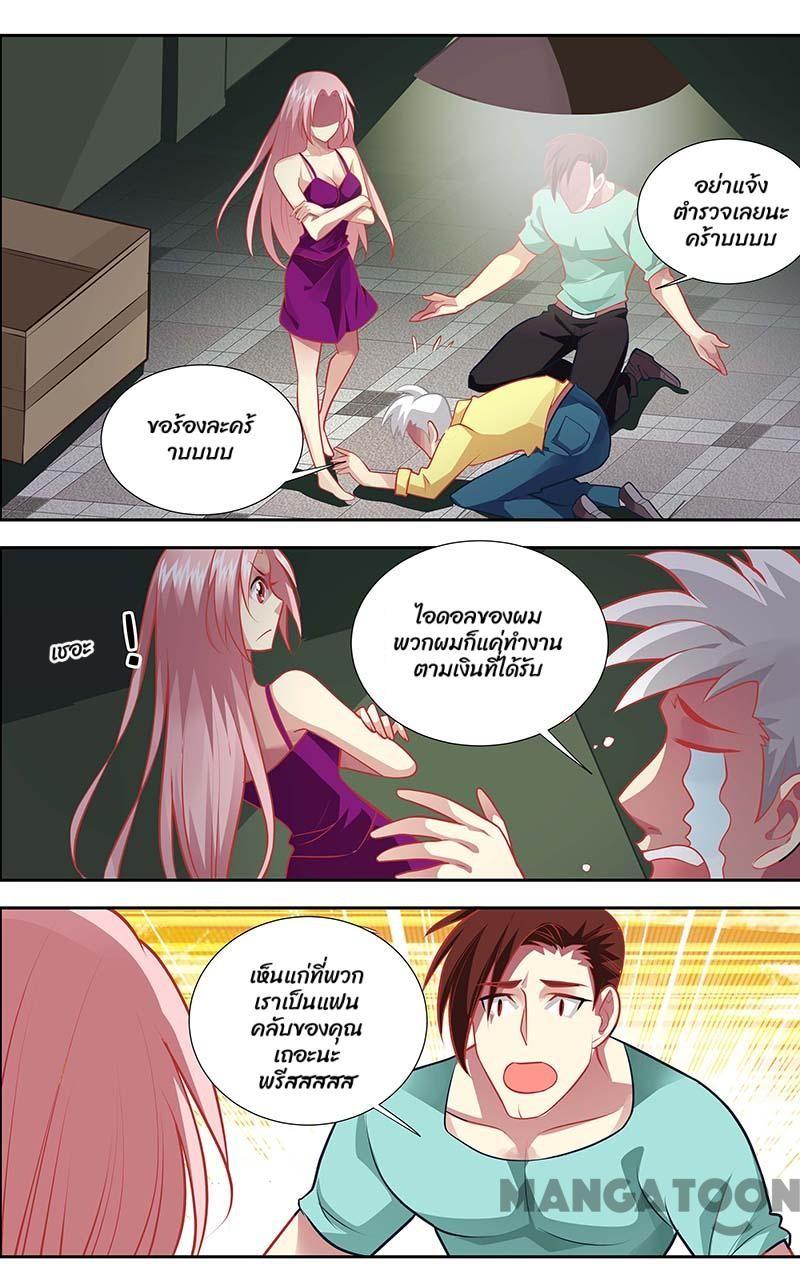 อย่าแจ้ง
ตำรวจเลยนะ
คร้าบบบบ
ขอร้องละคร้
าบบบบ
เชอะ
!
ไอดอลของผม
พวกผมก็แค่ทำงาน
ตามเงินที่ได้รับ
เห็นแก่ที่พวก
เราเป็นแฟน
คลับของคุณ
เถอะนะ
พรีสสสสส
MANGATOON